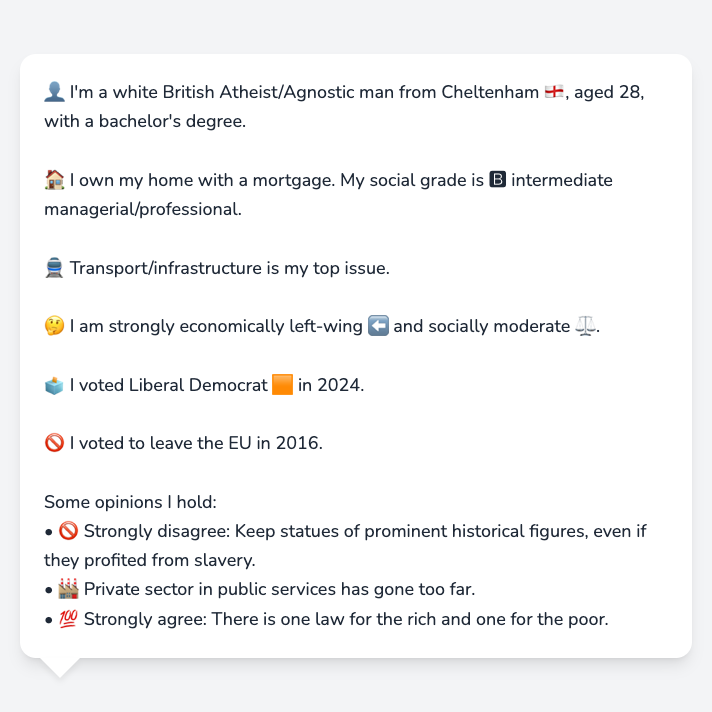 👤 I'm a white British Atheist/Agnostic man from Cheltenham 🏴󠁧󠁢󠁥󠁮󠁧󠁿, aged 28,
with a bachelor's degree.
🏠 I own my home with a mortgage. My social grade is 🅱 intermediate
managerial/professional.
🚆 Transport/infrastructure is my top issue.
🤔 I am strongly economically left-wing ⬅️ and socially moderate ⚖️.
🗳️ I voted Liberal Democrat 🟧 in 2024.
🚫 I voted to leave the EU in 2016.
Some opinions I hold:
• 🚫 Strongly disagree: Keep statues of prominent historical figures, even if
they profited from slavery.
• 🏭 Private sector in public services has gone too far.
• 💯 Strongly agree: There is one law for the rich and one for the poor.